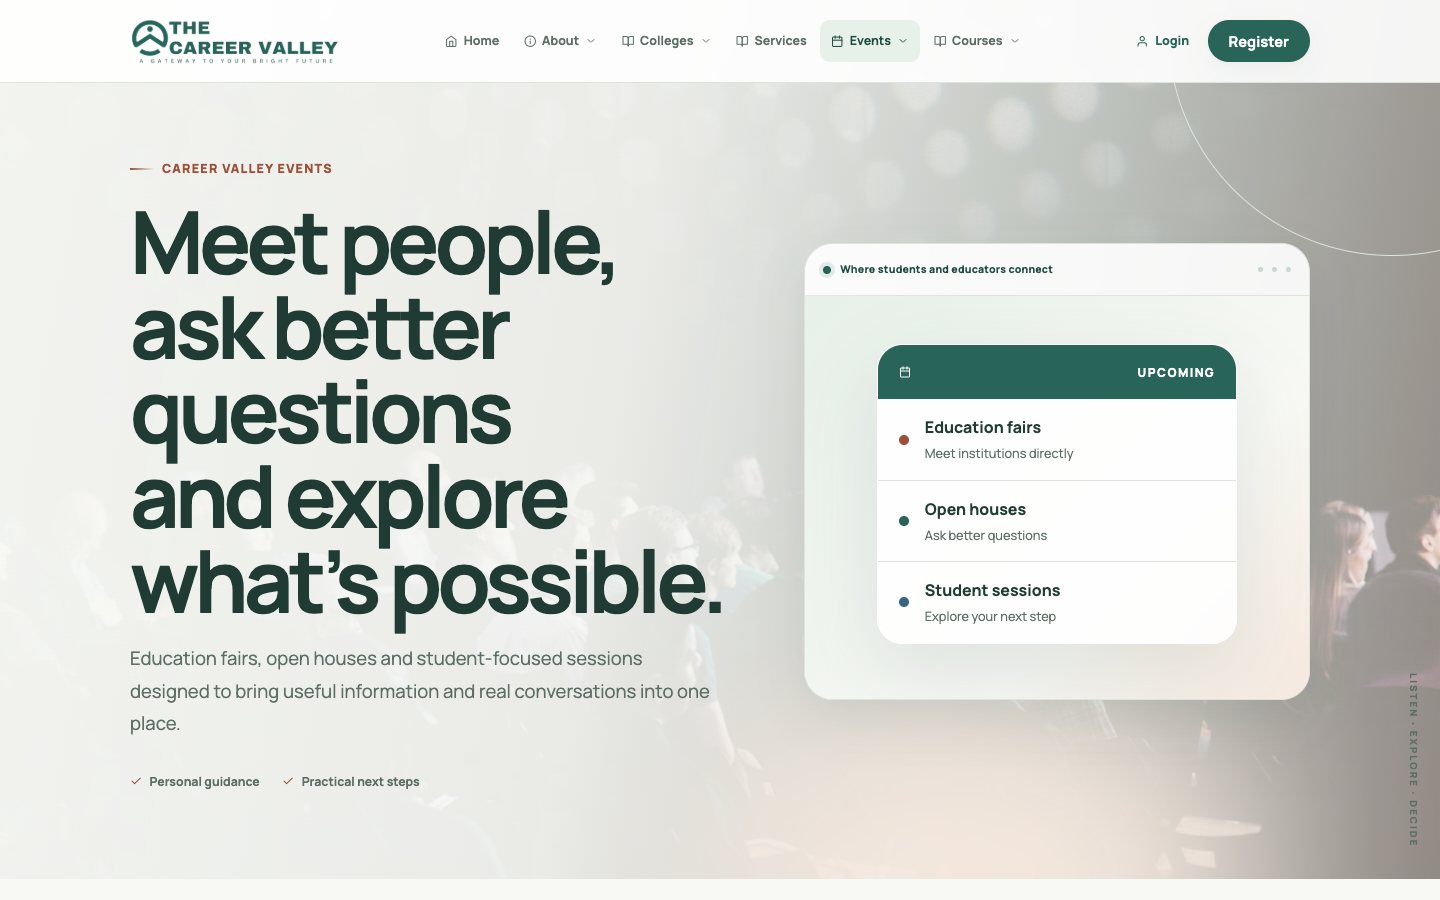 THE
CAREER VALLEY
A GATEWAY TO YOUR BRIGHT FUTURE
Home
About
Colleges
Services
Events
Courses
Login
Register
CAREER VALLEY EVENTS
Meet people,
ask better
questions
and explore
what's possible.
Education fairs, open houses and student-focused sessions
designed to bring useful information and real conversations into one
place.
Personal guidance
Practical next steps
Where students and educators connect
UPCOMING
Education fairs
Meet institutions directly
Open houses
Ask better questions
Student sessions
Explore your next step
LISTEN · EXPLORE · DECIDE